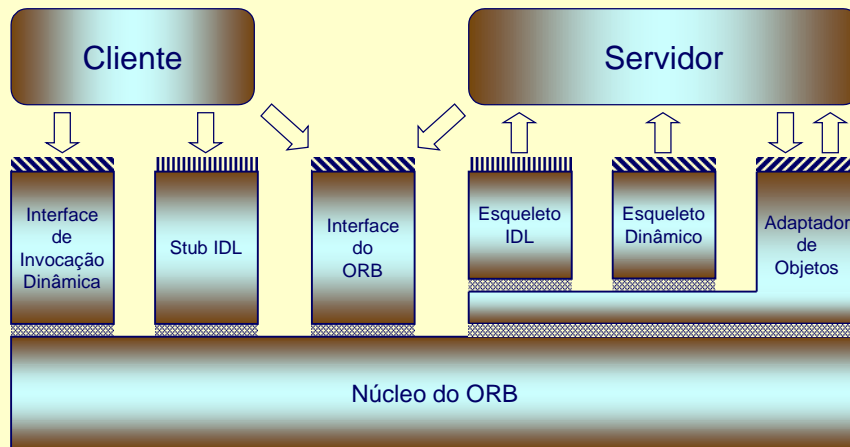 Cliente
Servidor
Interface
de
Invocação
Dinâmica
Stub IDL
Interface
do
ORB
Esqueleto
IDL
Esqueleto
Dinâmico
Adaptador
de
Objetos
Núcleo do ORB